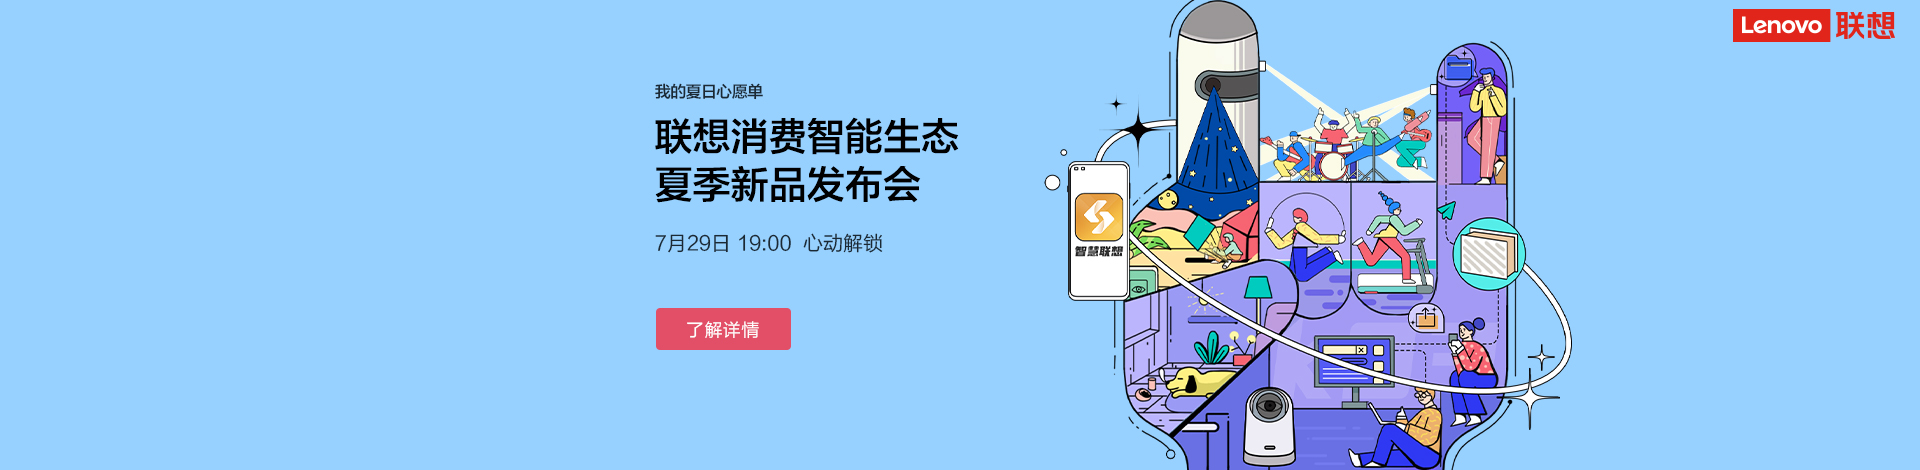 Lenovo 联想
我的夏日心愿单
联想消费智能生态
夏季新品发布会
7月29日 19:00 心动解锁
了解详情
智慧联想